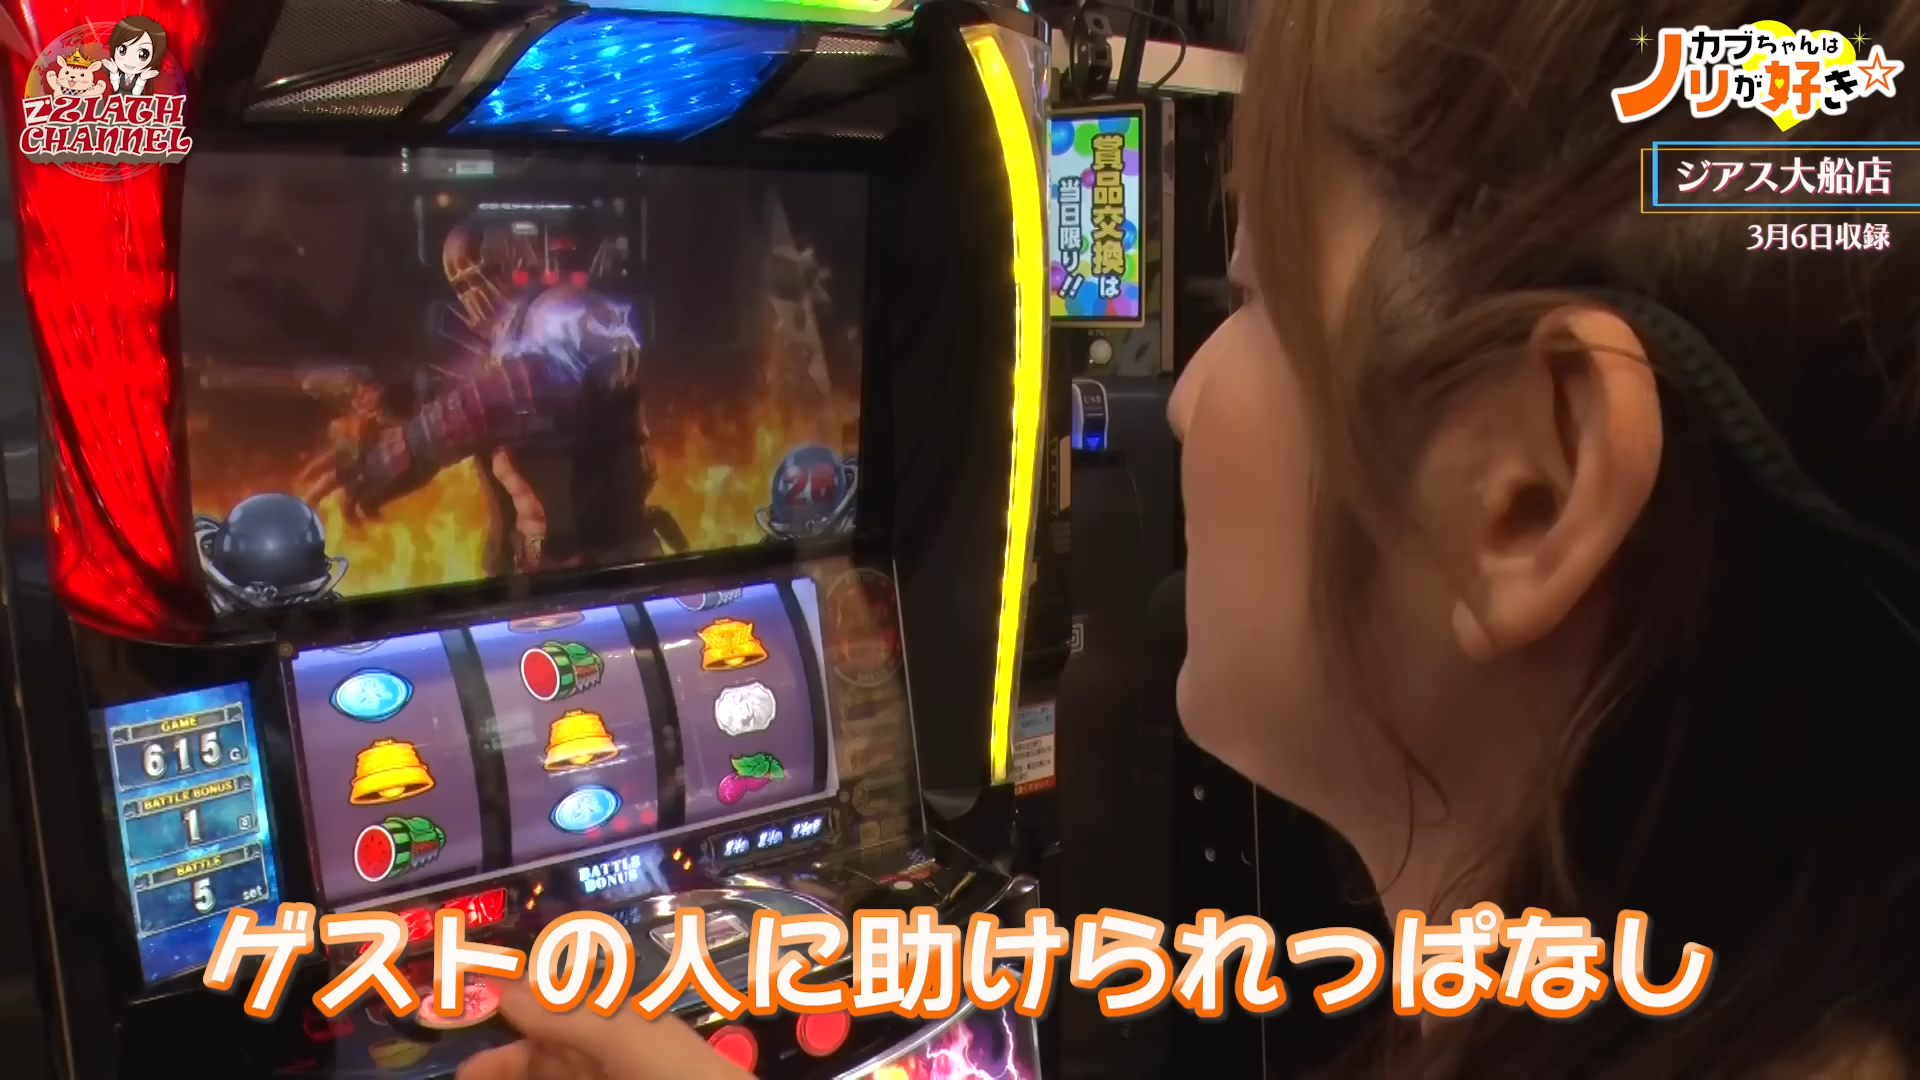 ZZIATH
CHANNEL
カブちゃんは
ノリが好き☆
ジアス大船店
3月6日収録
賞品交換は
当日限り!!
USB
26
GAME
615G
BATTLE BONUS
1
BATTLE
5 set
BATTLE
BONUS
ゲストの人に助けられっぱなし